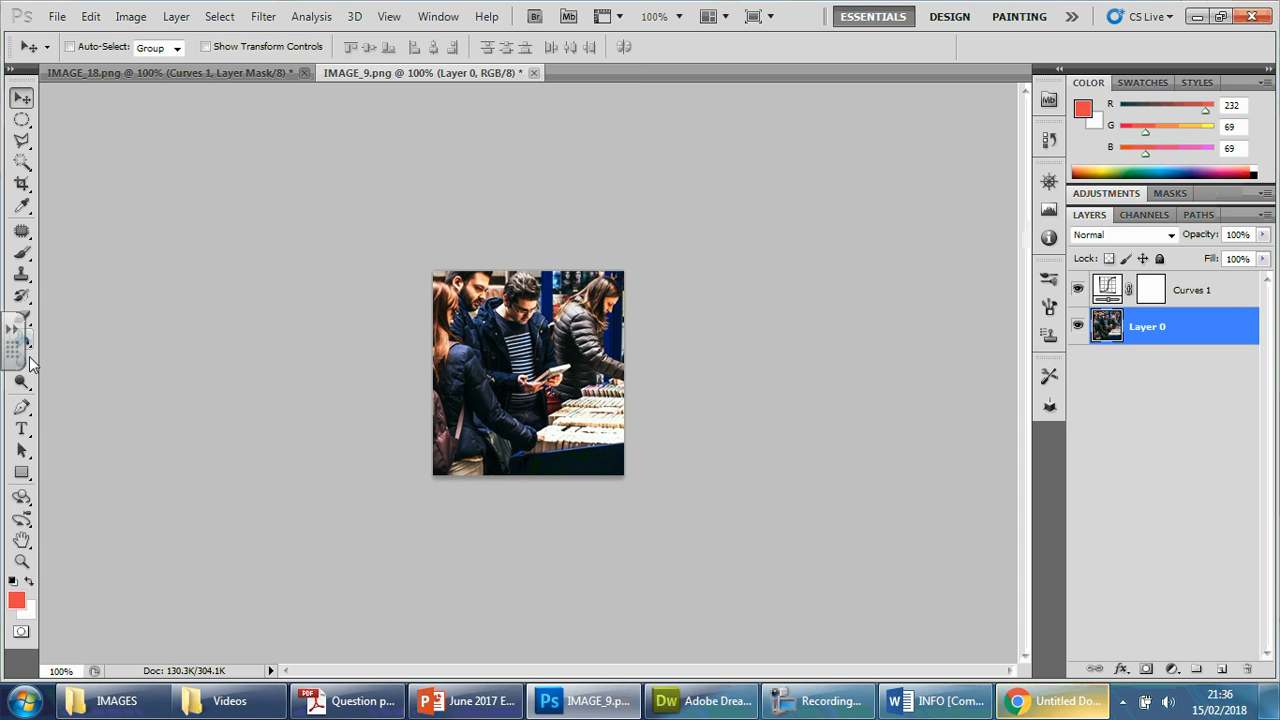 Ps File Edit Image Layer Select Filter Analysis 3D View Window Help Br Mb 100% ESSENTIALS DESIGN PAINTING CS Live
Auto-Select: Group Show Transform Controls
IMAGE_18.png @ 100% (Curves 1, Layer Mask/8) * IMAGE_9.png @ 100% (Layer 0, RGB/8) *
COLOR SWATCHES STYLES
Mb
R 232
G 69
B 69
ADJUSTMENTS MASKS
LAYERS CHANNELS PATHS
Normal Opacity: 100%
Lock: Fill: 100%
Curves 1
Layer 0
T
100% Doc: 130.3K/304.1K
IMAGES Videos Question p... June 2017 E... Ps IMAGE_9.p... Dw Adobe Drea... Recording... INFO [Com... Untitled Do...
21:36
15/02/2018